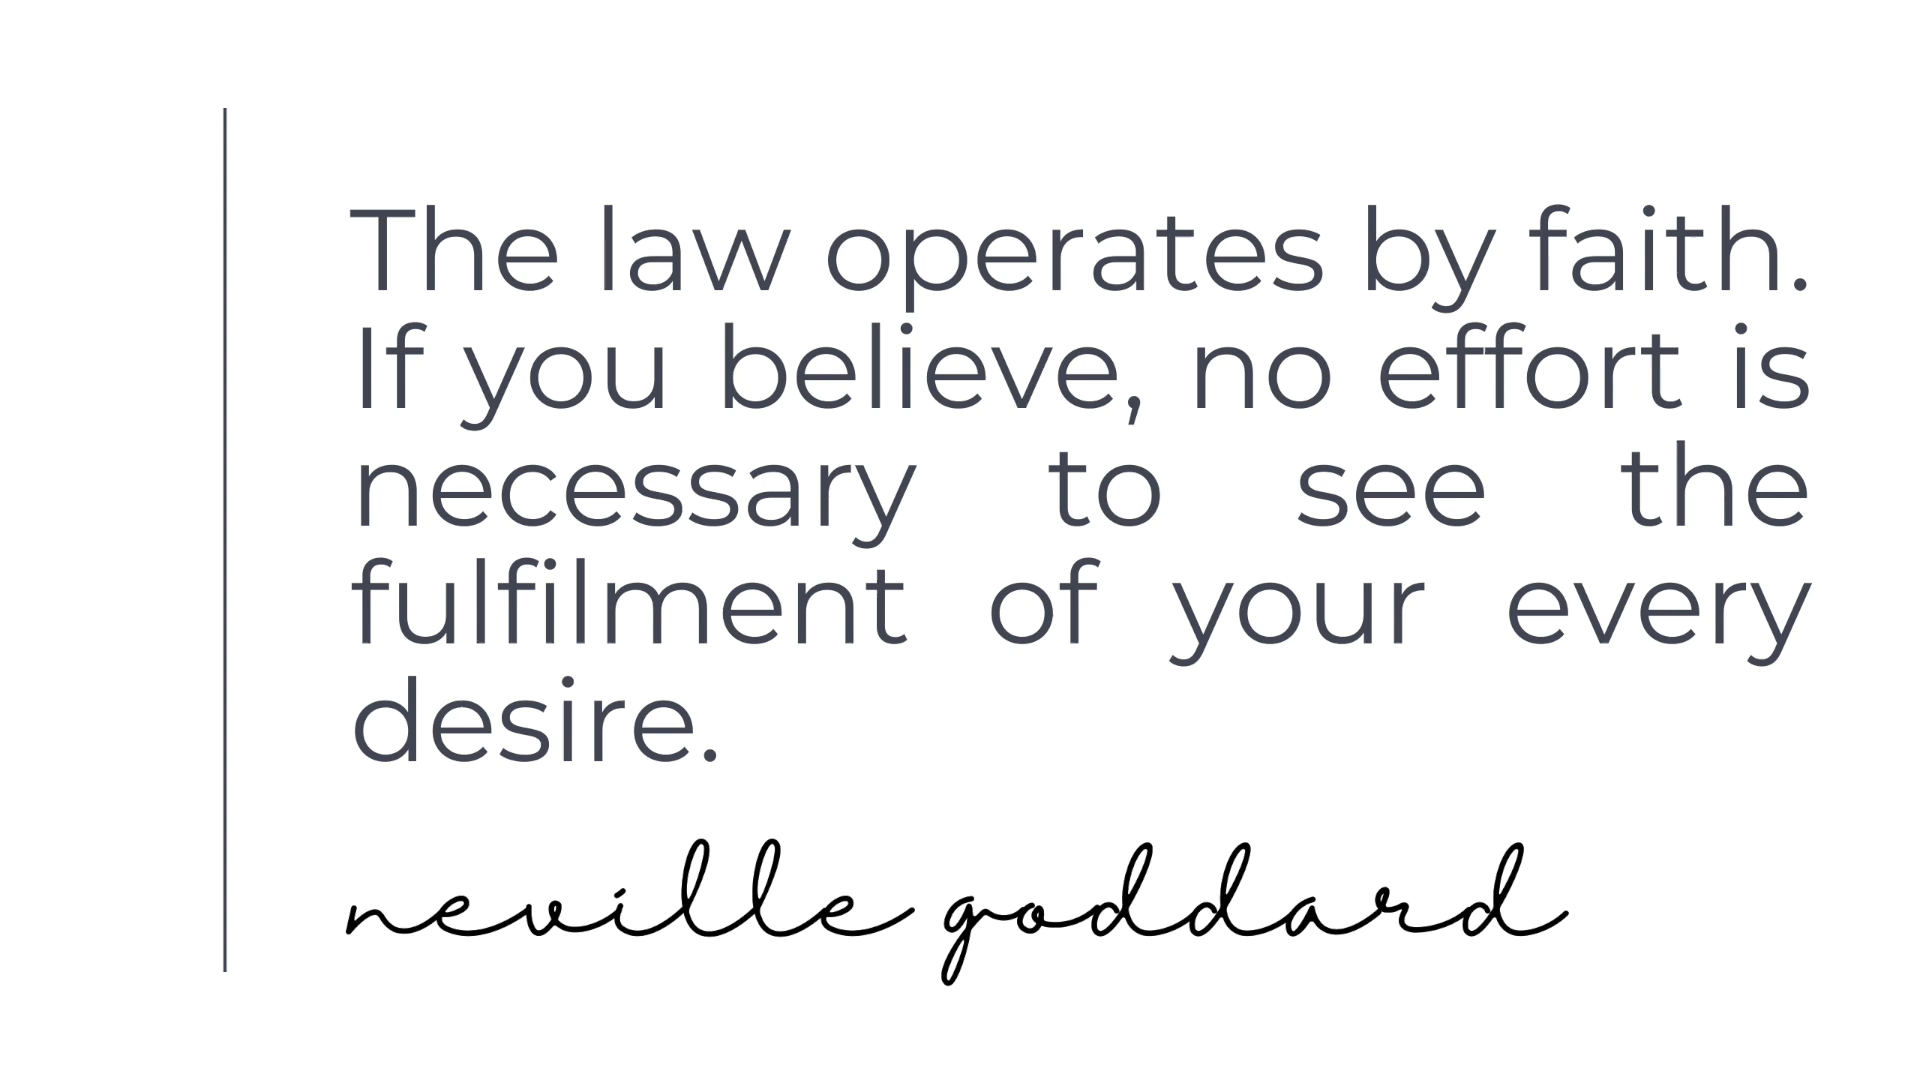 The law operates by faith.
If you believe, no effort is
necessary to see the
fulfilment of your every
desire.
neville goddard